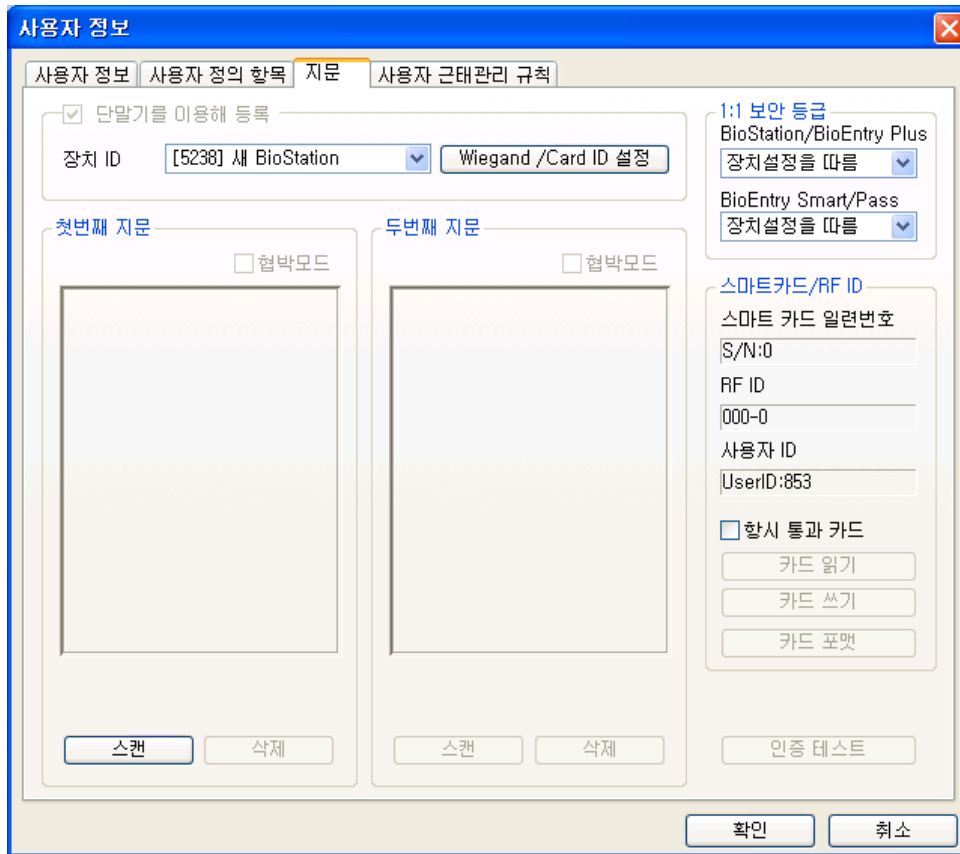 사용자 정보
사용자 정보 사용자 정의 항목 지문 사용자 근태관리 규칙
단말기를 이용해 등록
장치 ID [5238] 새 BioStation Wiegand /Card ID 설정
1:1 보안 등급
BioStation/BioEntry Plus
장치설정을 따름
BioEntry Smart/Pass
장치설정을 따름
첫번째 지문
협박모드
스캔 삭제
두번째 지문
협박모드
스캔 삭제
스마트카드/RF ID
스마트 카드 일련번호
S/N:0
RF ID
000-0
사용자 ID
UserID:853
항시 통과 카드
카드 읽기
카드 쓰기
카드 포맷
인증 테스트
확인 취소